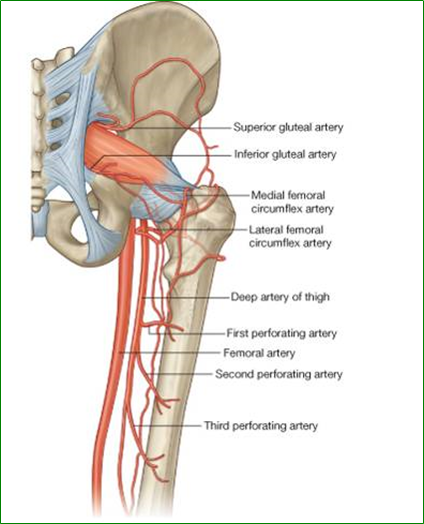 Superior gluteal artery
Inferior gluteal artery
Medial femoral
circumflex artery
Lateral femoral
circumflex artery
Deep artery of thigh
First perforating artery
Femoral artery
Second perforating artery
Third perforating artery